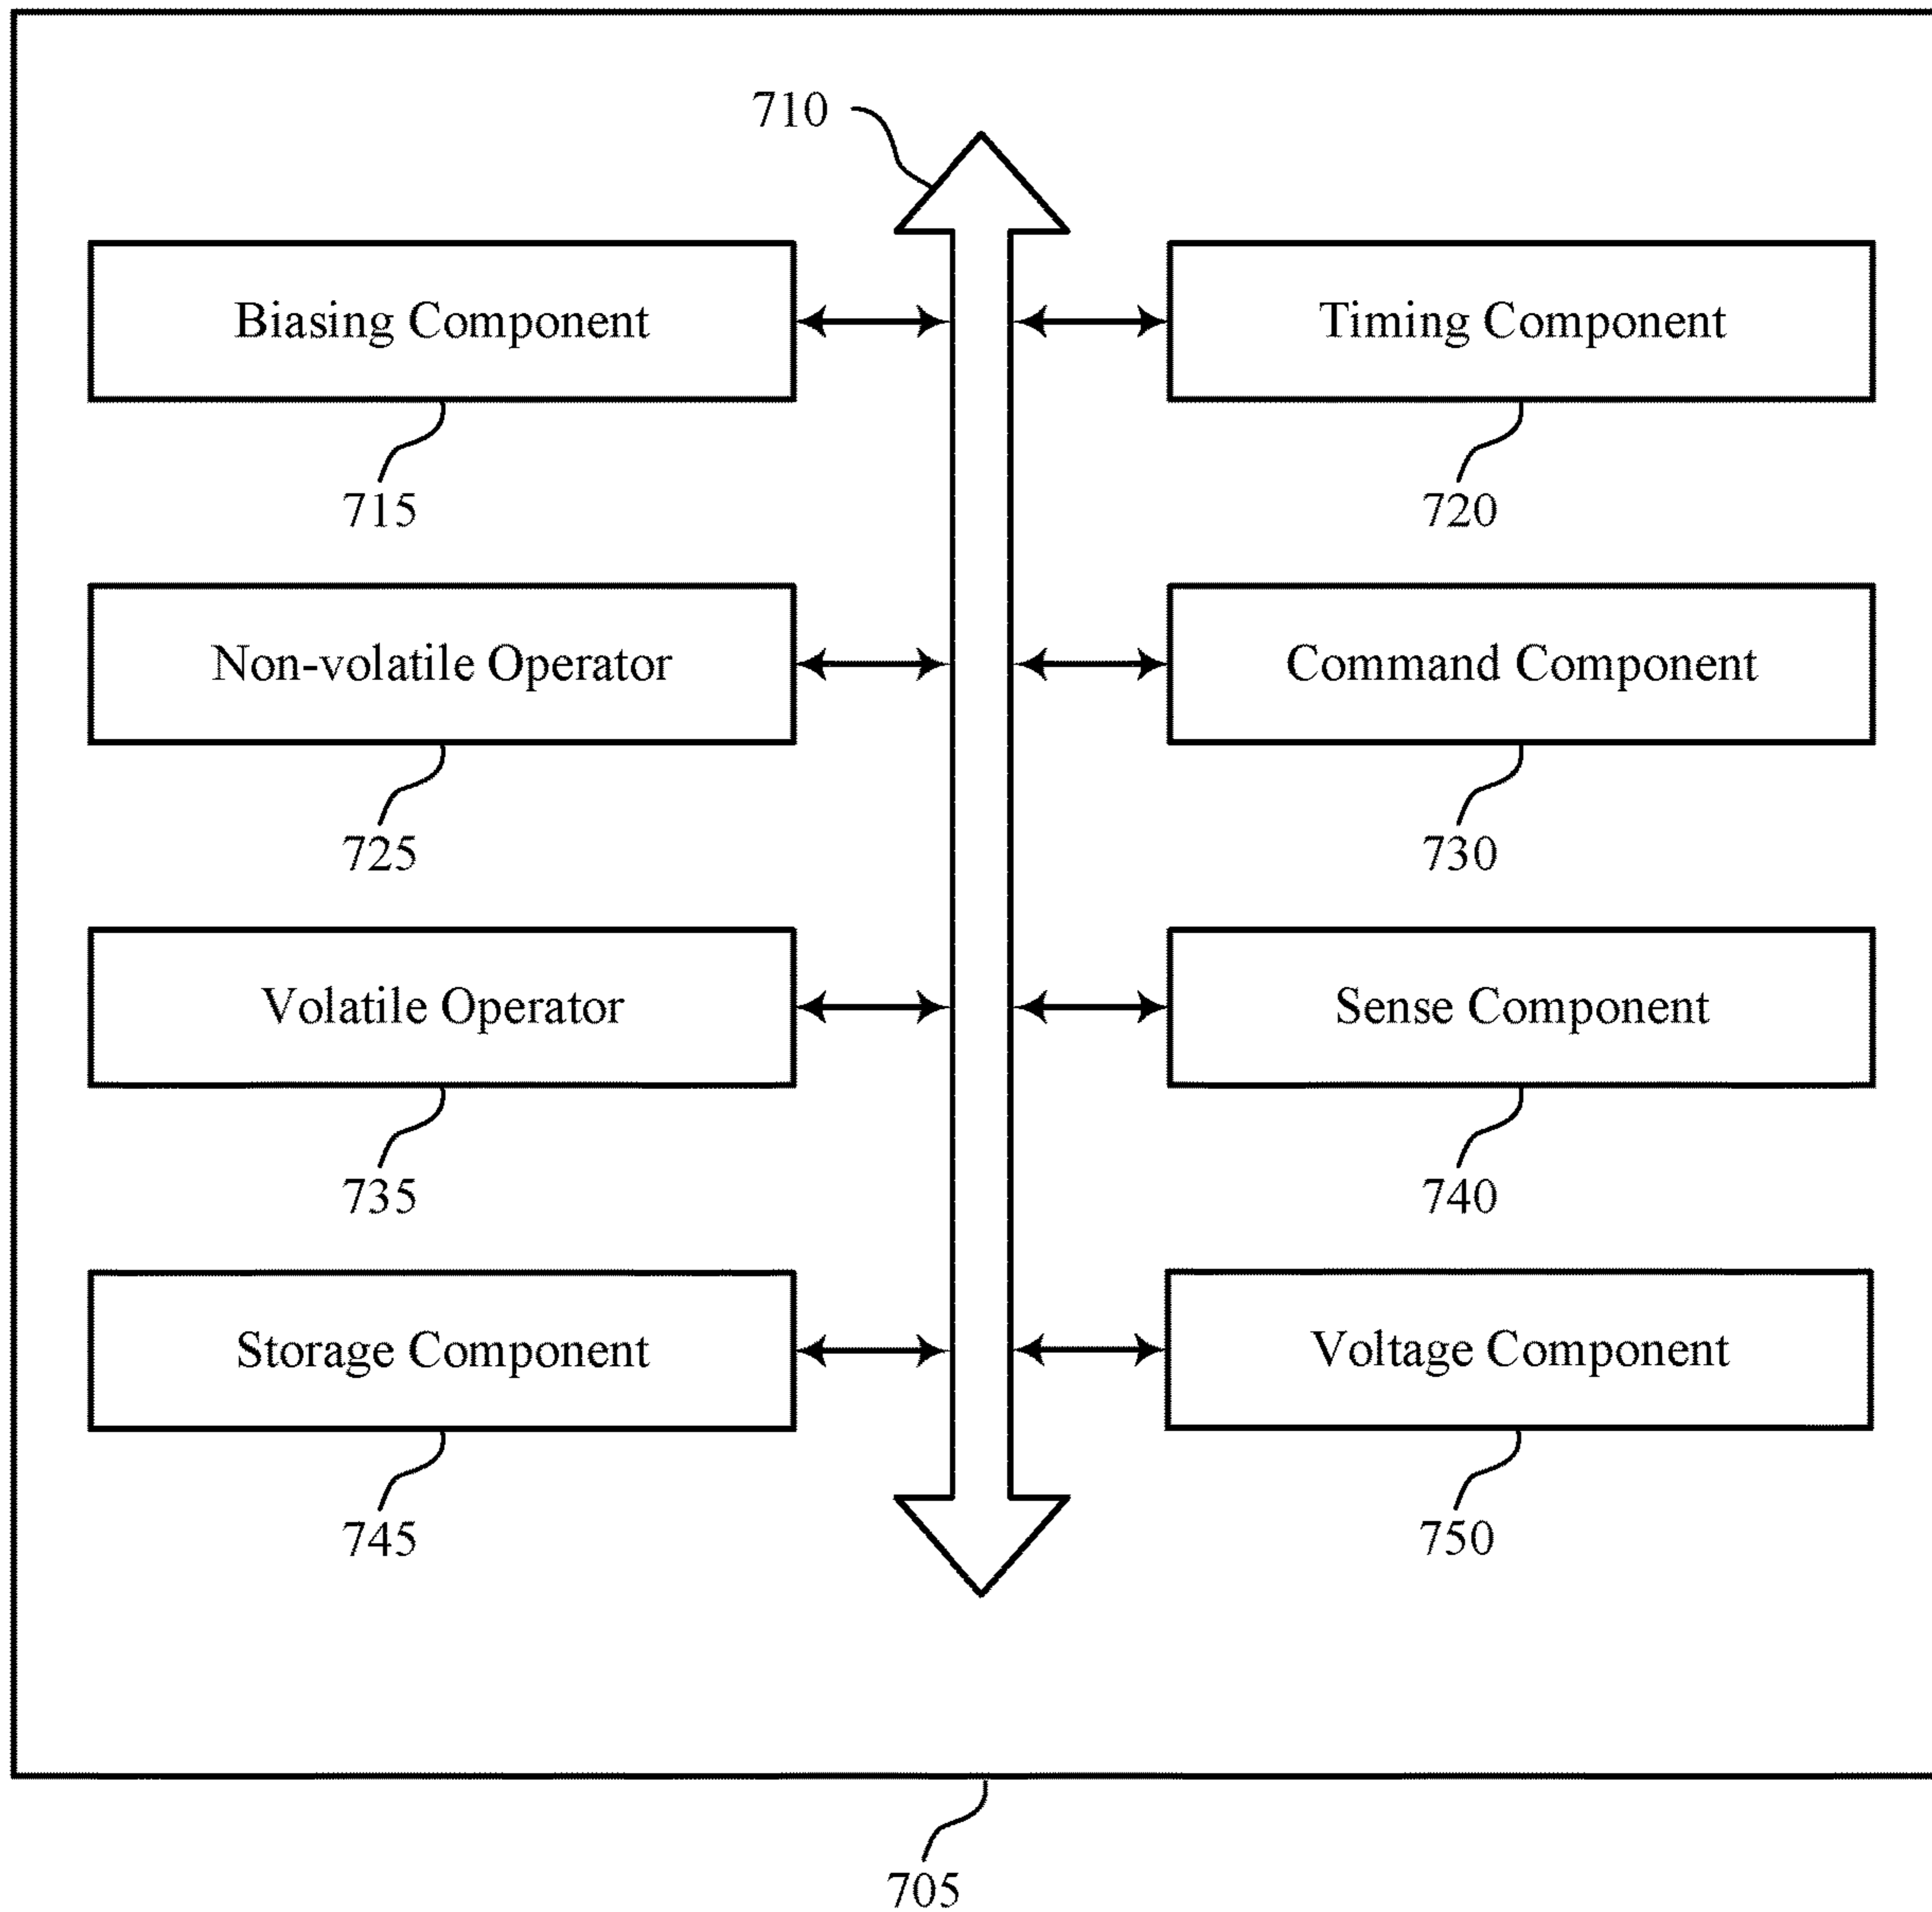 710
Biasing Component
Timing Component
715
720
Non-volatile Operator
Command Component
725
730
Volatile Operator
Sense Component
735
740
Storage Component
Voltage Component
745
750
705